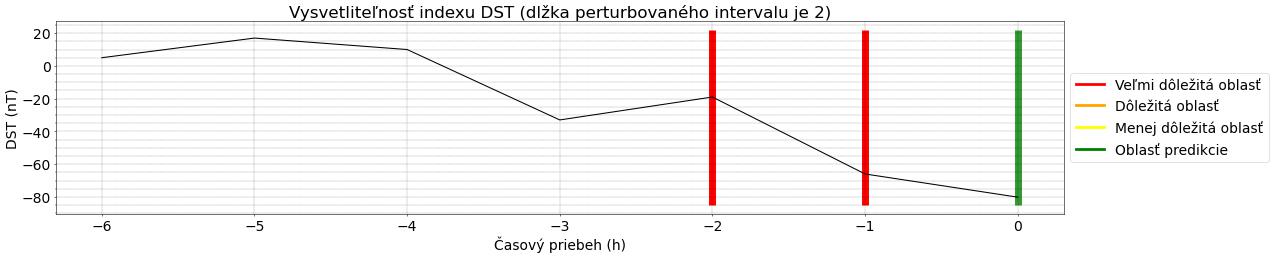 Vysvetliteľnosť indexu DST (dĺžka perturbovaného intervalu je 2)
DST (nT)
20
0
−20
−40
−60
−80
−6 −5 −4 −3 −2 −1 0
Časový priebeh (h)
Veľmi dôležitá oblasť
Dôležitá oblasť
Menej dôležitá oblasť
Oblasť predikcie